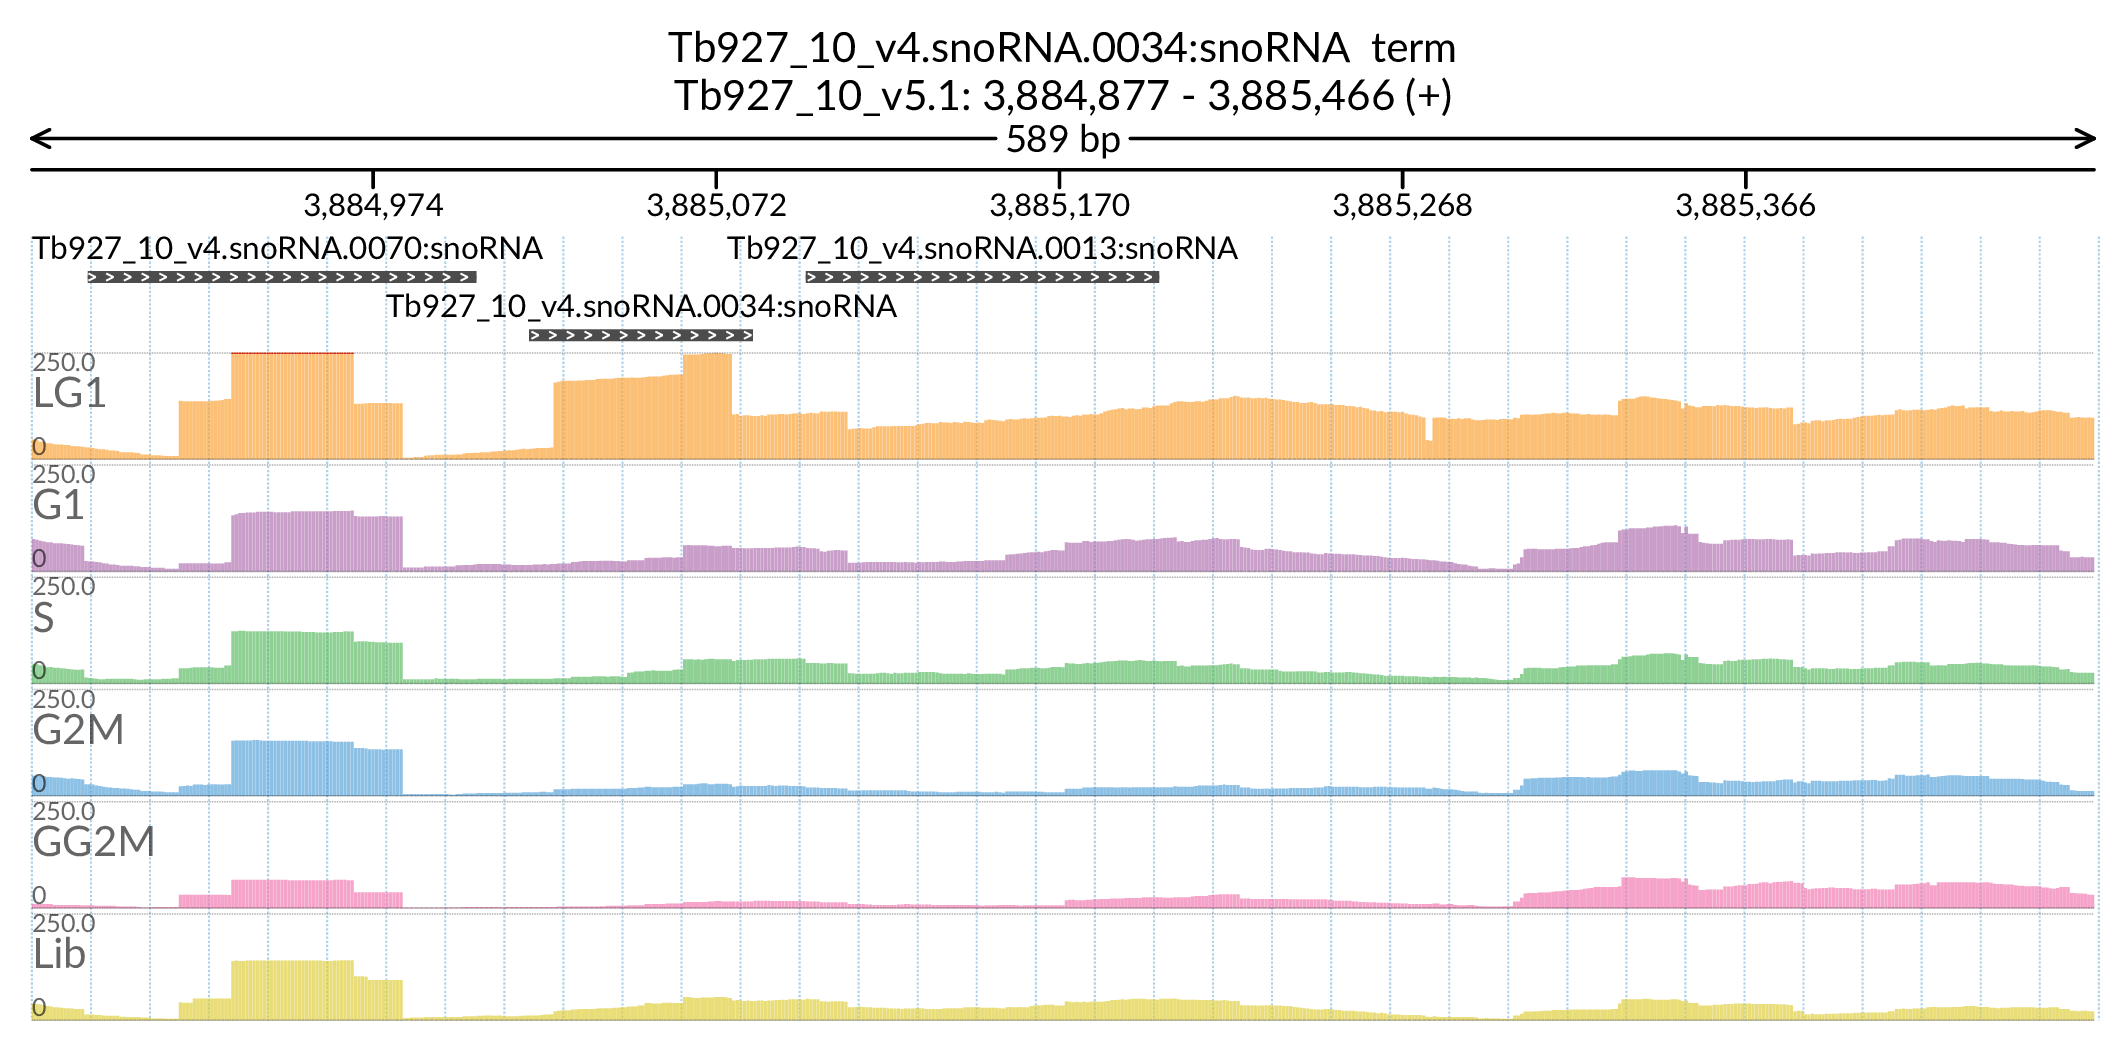 Tb927_10_v4.snoRNA.0034:snoRNA term
Tb927_10_v5.1: 3,884,877 - 3,885,466 (+)
589 bp
3,884,974 3,885,072 3,885,170 3,885,268 3,885,366
Tb927_10_v4.snoRNA.0070:snoRNA Tb927_10_v4.snoRNA.0013:snoRNA
Tb927_10_v4.snoRNA.0034:snoRNA
250.0
LG1
0
250.0
G1
0
250.0
S
0
250.0
G2M
0
250.0
GG2M
0
250.0
Lib
0